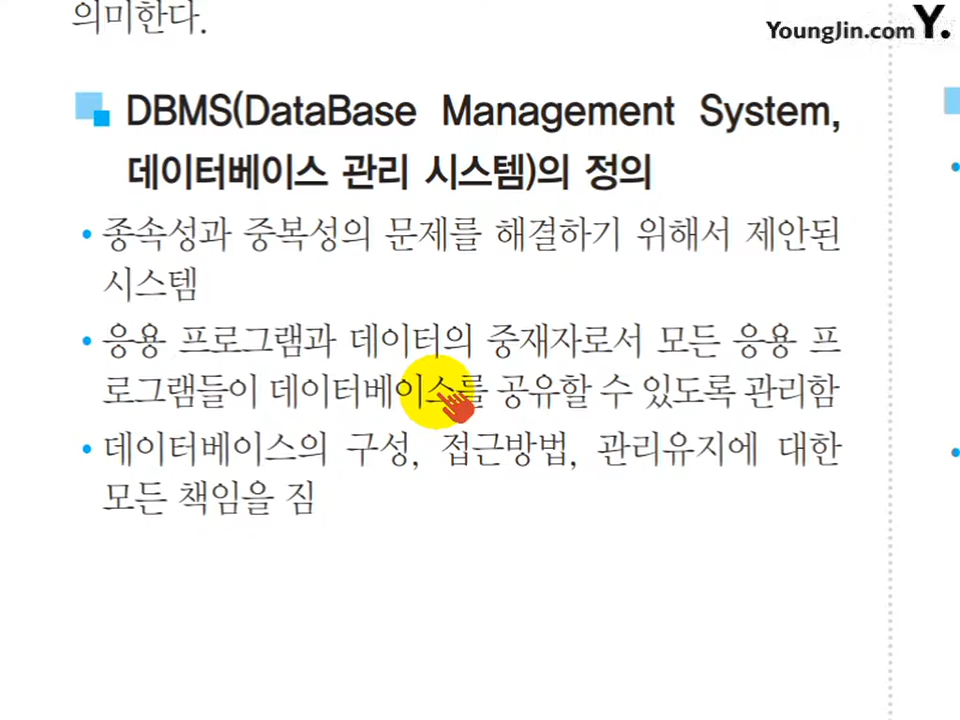 의미한다.
YoungJin.com Y.
DBMS(DataBase Management System,
데이터베이스 관리 시스템)의 정의
• 종속성과 중복성의 문제를 해결하기 위해서 제안된
시스템
• 응용 프로그램과 데이터의 중재자로서 모든 응용 프
로그램들이 데이터베이스를 공유할 수 있도록 관리함
• 데이터베이스의 구성, 접근방법, 관리유지에 대한
모든 책임을 짐